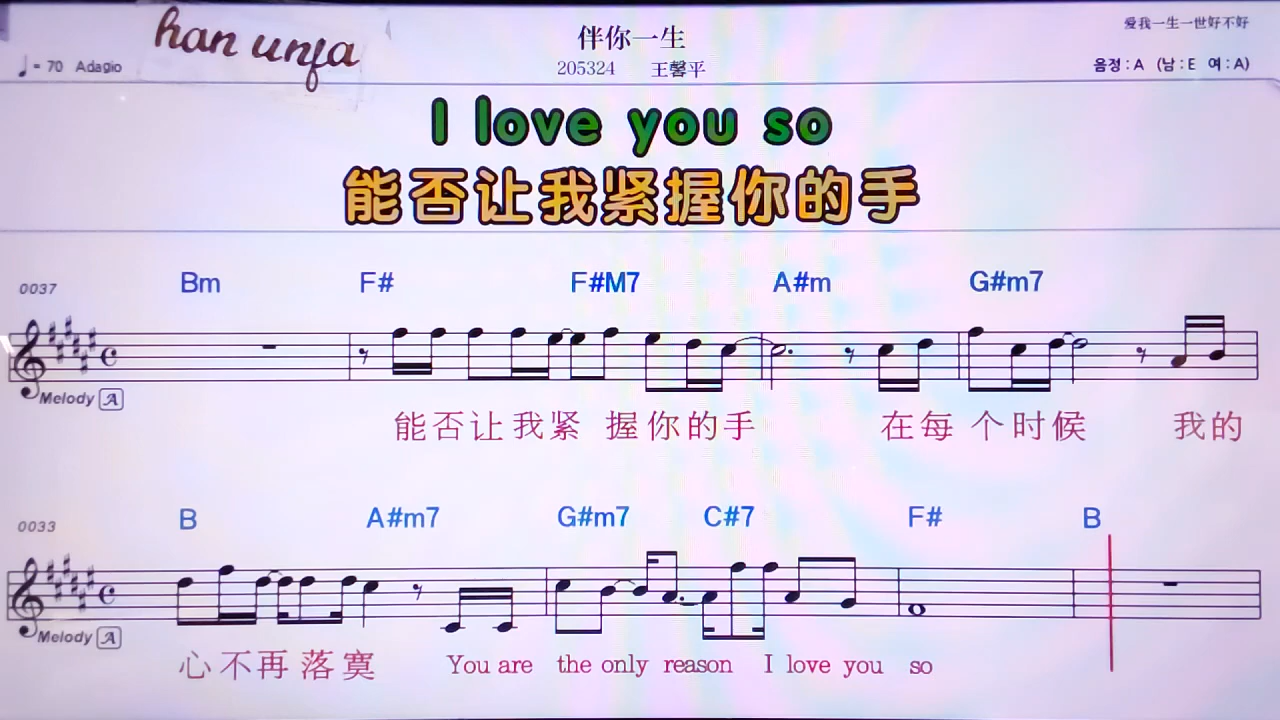 han unfa
伴你一生
爱我一生一世好不好
♩= 70 Adagio
205324 王馨平
음정 : A (남 : E 여 : A)
I love you so
能否让我紧握你的手
0037 Bm F# F#M7 A#m G#m7
Melody A
能否让我紧 握你的手 在每 个时候 我的
0033 B A#m7 G#m7 C#7 F# B
Melody A
心不再落寞 You are the only reason I love you so